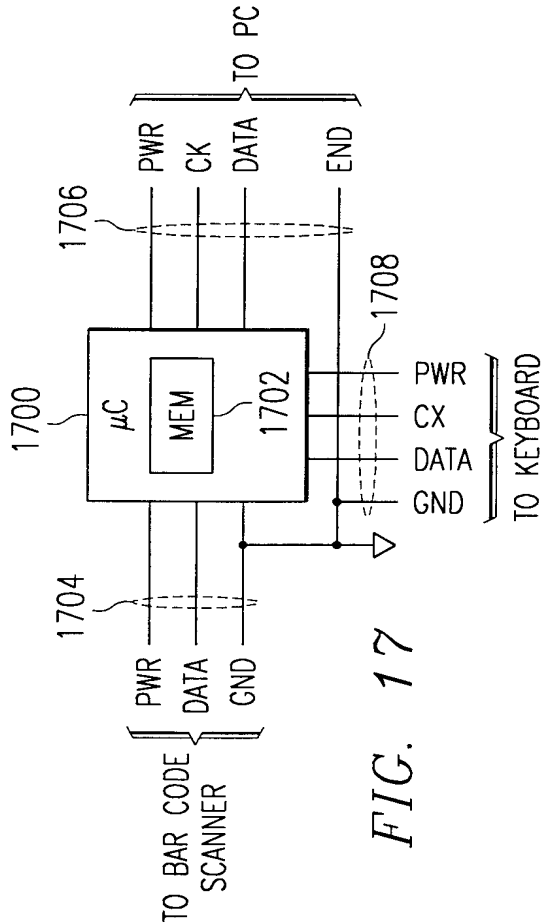 1700
µC
MEM
1702
1704
PWR
DATA
GND
TO BAR CODE
SCANNER
1706
PWR
CK
DATA
END
TO PC
1708
PWR
CX
DATA
GND
TO KEYBOARD
FIG. 17